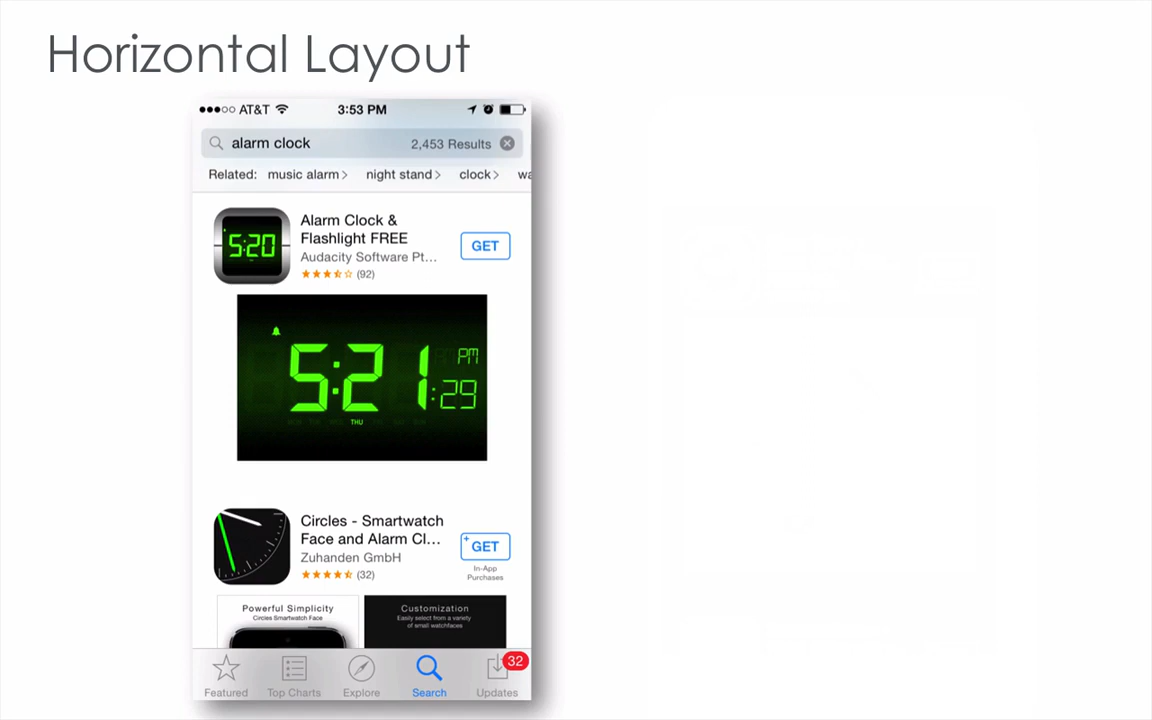 Horizontal Layout
AT&T 3:53 PM
alarm clock 2,453 Results
Related: music alarm> night stand> clock> wa
Alarm Clock &
Flashlight FREE
Audacity Software Pt...
(92)
GET
5:20
5:21 PM
:29
THU
Circles - Smartwatch
Face and Alarm Cl...
Zuhanden GmbH
(32)
+GET
In-App
Purchases
Powerful Simplicity
Circles Smartwatch Face
Customization
Easily select from a variety
of small watchfaces
32
Featured Top Charts Explore Search Updates